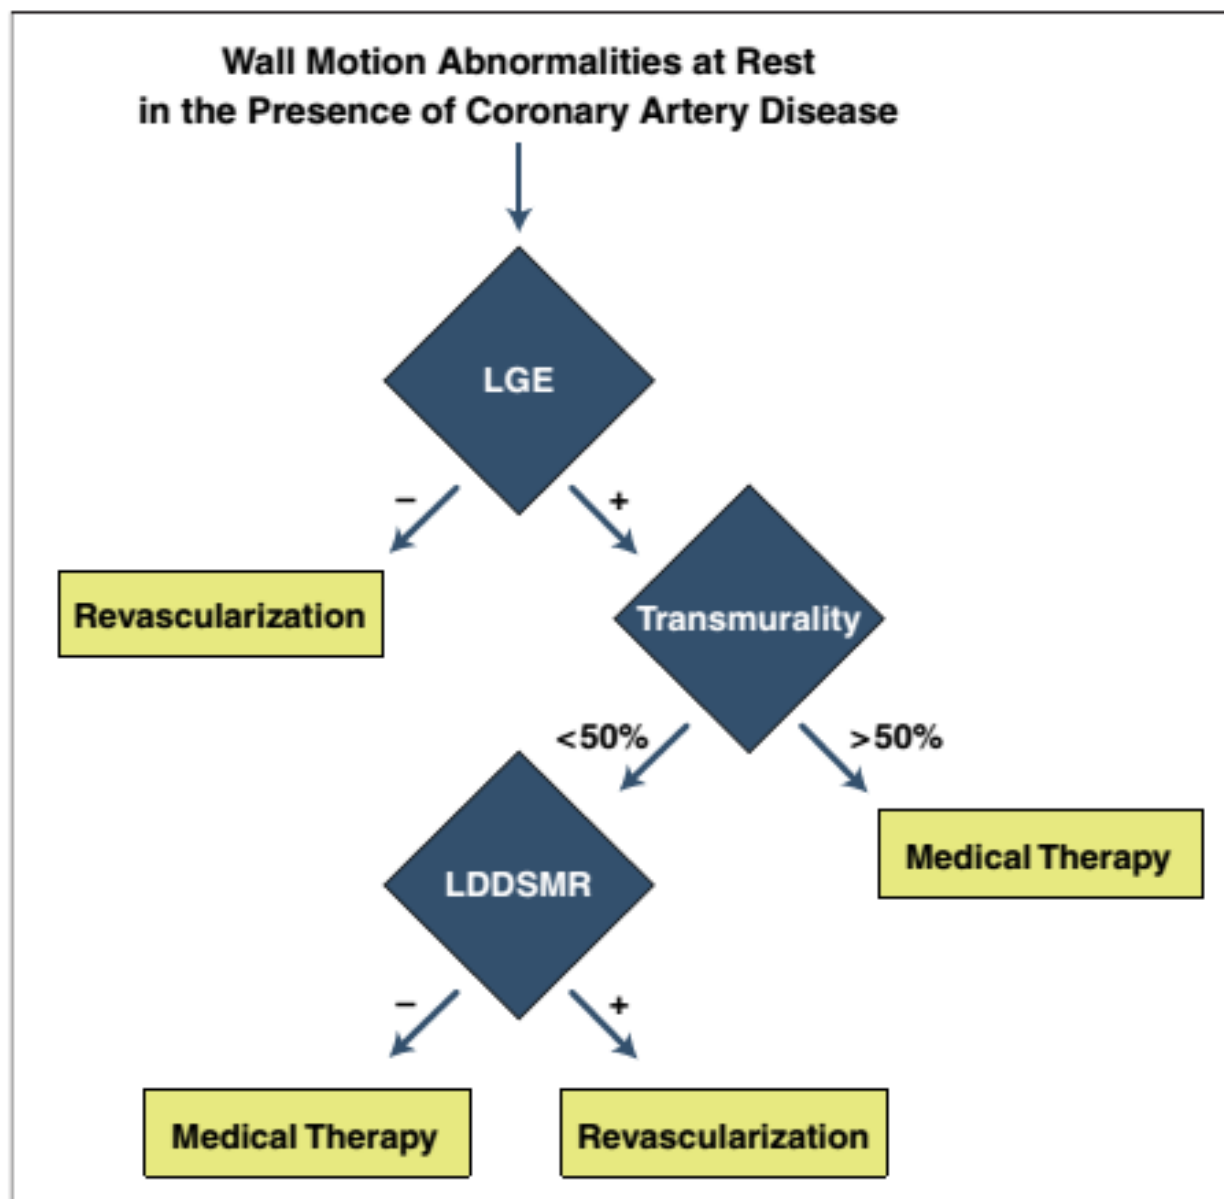 Wall Motion Abnormalities at Rest
in the Presence of Coronary Artery Disease
LGE
– +
Revascularization
Transmurality
<50% >50%
LDDSMR
Medical Therapy
– +
Medical Therapy Revascularization